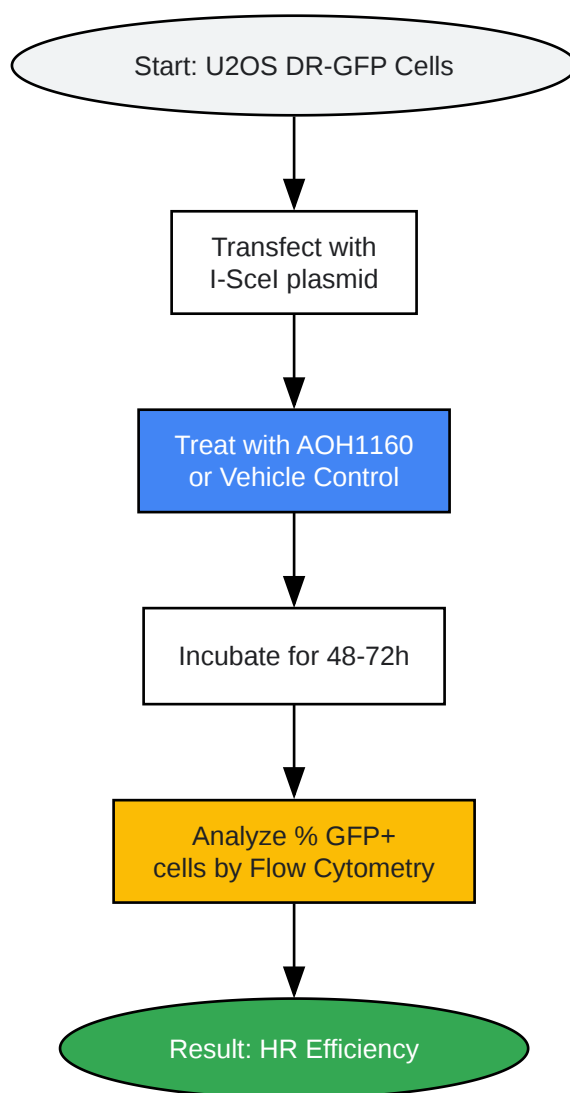 Start: U2OS DR-GFP Cells
Transfect with
I-SceI plasmid
Treat with AOH1160
or Vehicle Control
Incubate for 48-72h
Analyze % GFP+
cells by Flow Cytometry
Result: HR Efficiency